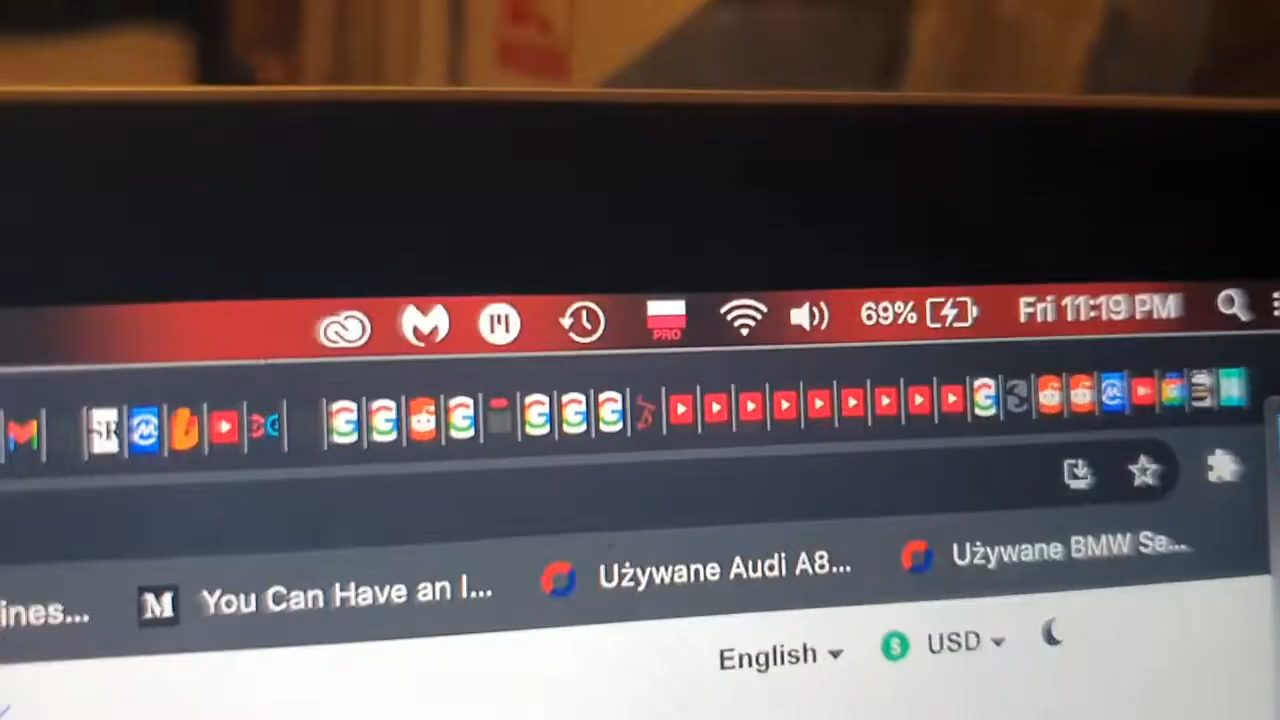 PRO 69% Fri 11:19 PM
ines... M You Can Have an I... Używane Audi A8... Używane BMW Se...
English $ USD